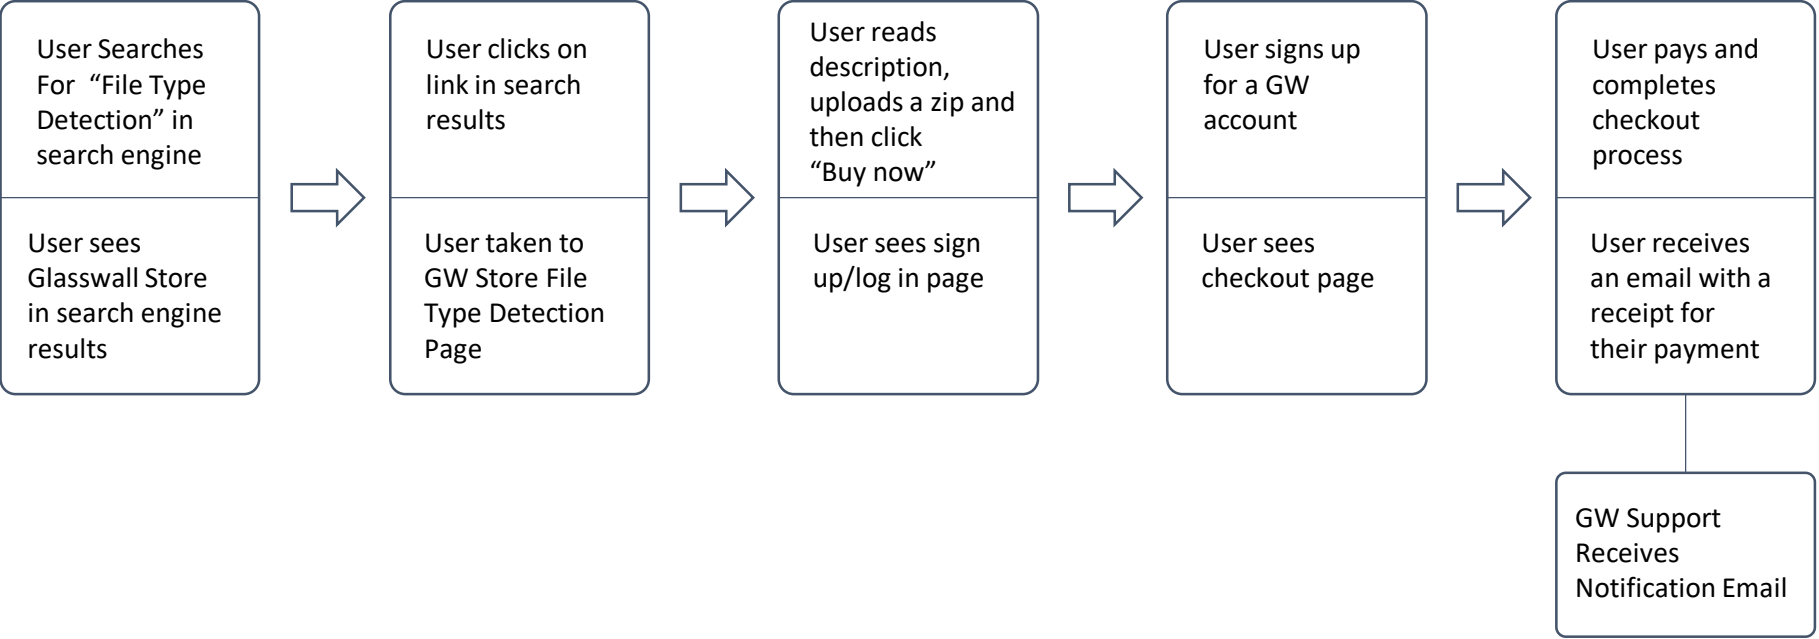 User Searches
For “File Type
Detection” in
search engine
User sees
Glasswall Store
in search engine
results
User clicks on
link in search
results
User taken to
GW Store File
Type Detection
Page
User reads
description,
uploads a zip and
then click
“Buy now”
User sees sign
up/log in page
User signs up
for a GW
account
User sees
checkout page
User pays and
completes
checkout
process
User receives
an email with a
receipt for
their payment
GW Support
Receives
Notification Email